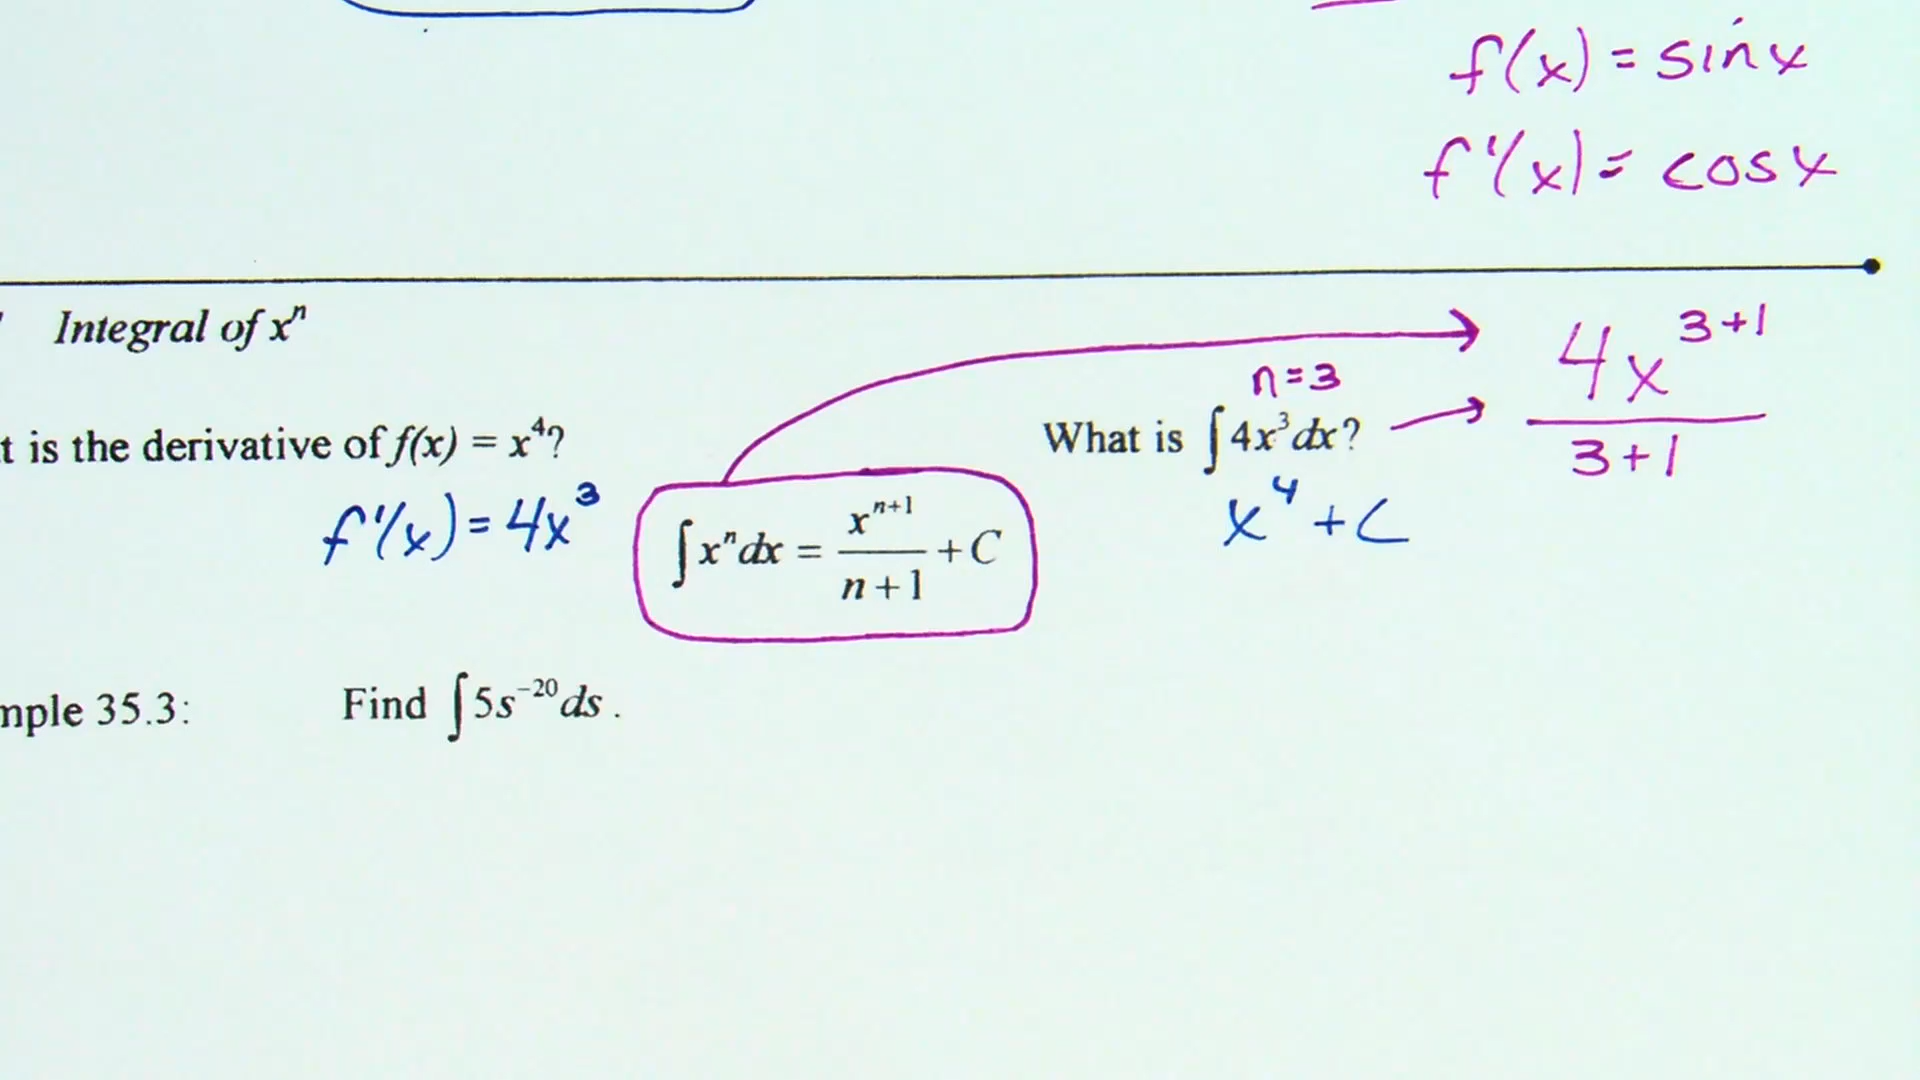 f(x) = sin x
f'(x) = cos x
Integral of xⁿ
4x³⁺¹
3+1
n=3
t is the derivative of f(x) = x⁴?
What is ∫4x³dx?
f'(x) = 4x³
∫xⁿdx = xⁿ⁺¹/n+1 + C
x⁴ + C
mple 35.3: Find ∫5s⁻²⁰ds.